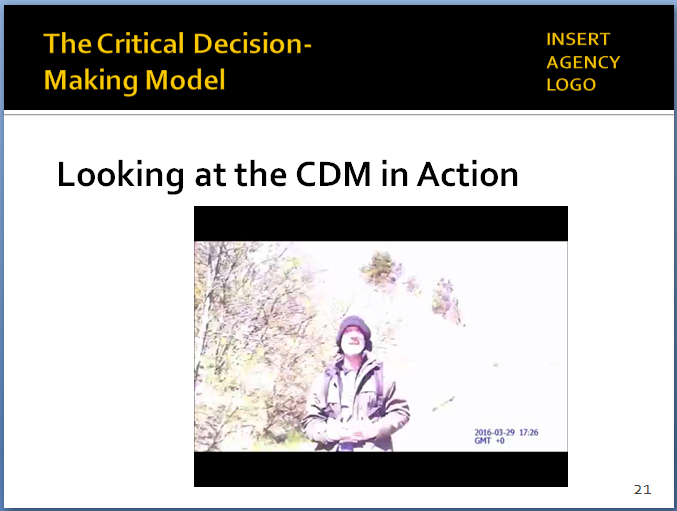 The Critical Decision-
Making Model
INSERT
AGENCY
LOGO
Looking at the CDM in Action
2016-03-29 17:26
GMT +0
21